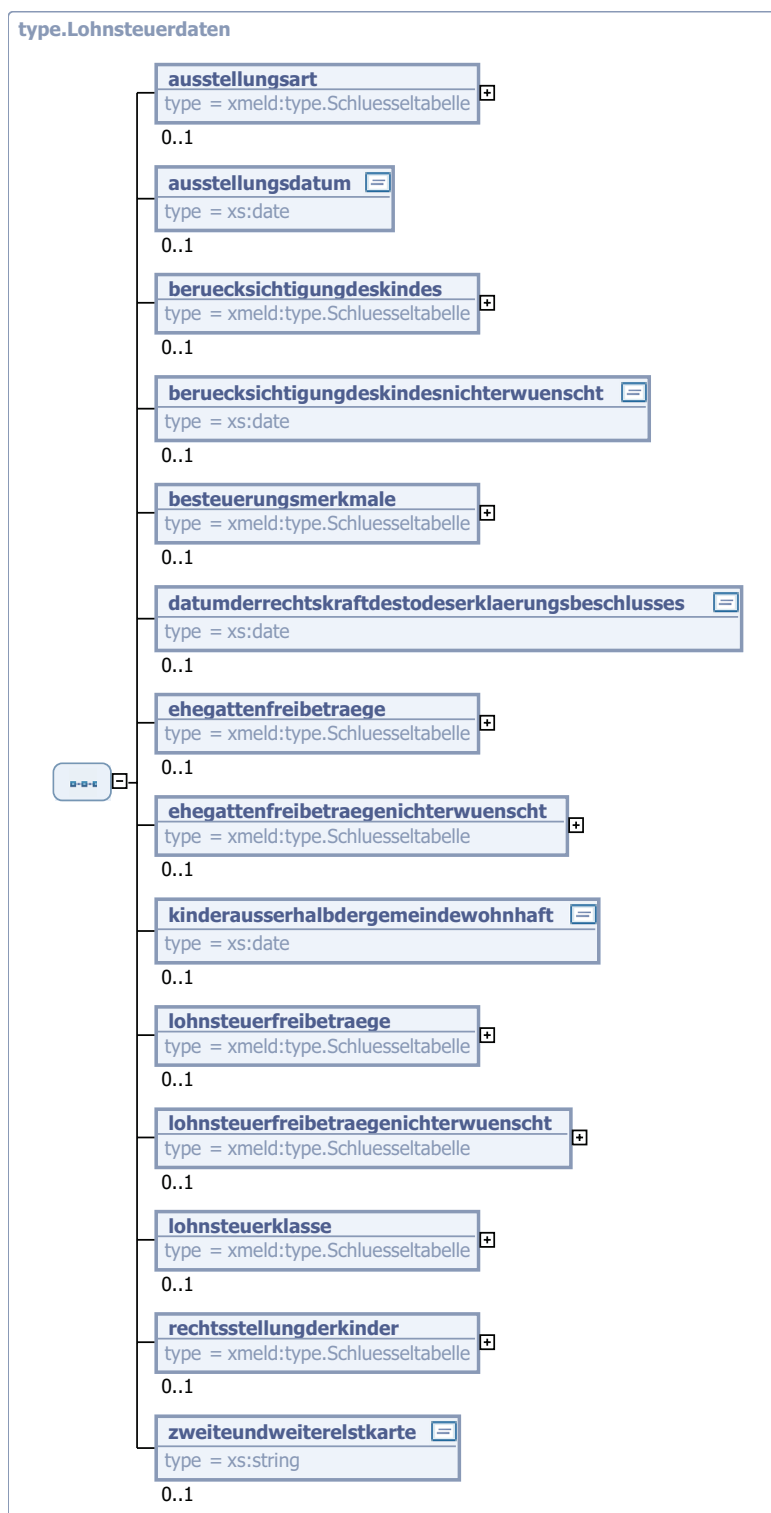 type.Lohnsteuerdaten
ausstellungsart
type = xmeld:type.Schluesseltabelle
0..1
ausstellungsdatum
type = xs:date
0..1
beruecksichtigungdeskindes
type = xmeld:type.Schluesseltabelle
0..1
beruecksichtigungdeskindesnichterwuenscht
type = xs:date
0..1
besteuerungsmerkmale
type = xmeld:type.Schluesseltabelle
0..1
datumderrechtskraftdestodeserklaerungsbeschlusses
type = xs:date
0..1
ehegattenfreibetraege
type = xmeld:type.Schluesseltabelle
0..1
ehegattenfreibetraegenichterwuenscht
type = xmeld:type.Schluesseltabelle
0..1
kinderausserhalbdergemeindewohnhaft
type = xs:date
0..1
lohnsteuerfreibetraege
type = xmeld:type.Schluesseltabelle
0..1
lohnsteuerfreibetraegenichterwuenscht
type = xmeld:type.Schluesseltabelle
0..1
lohnsteuerklasse
type = xmeld:type.Schluesseltabelle
0..1
rechtsstellungderkinder
type = xmeld:type.Schluesseltabelle
0..1
zweiteundweiterelstkarte
type = xs:string
0..1